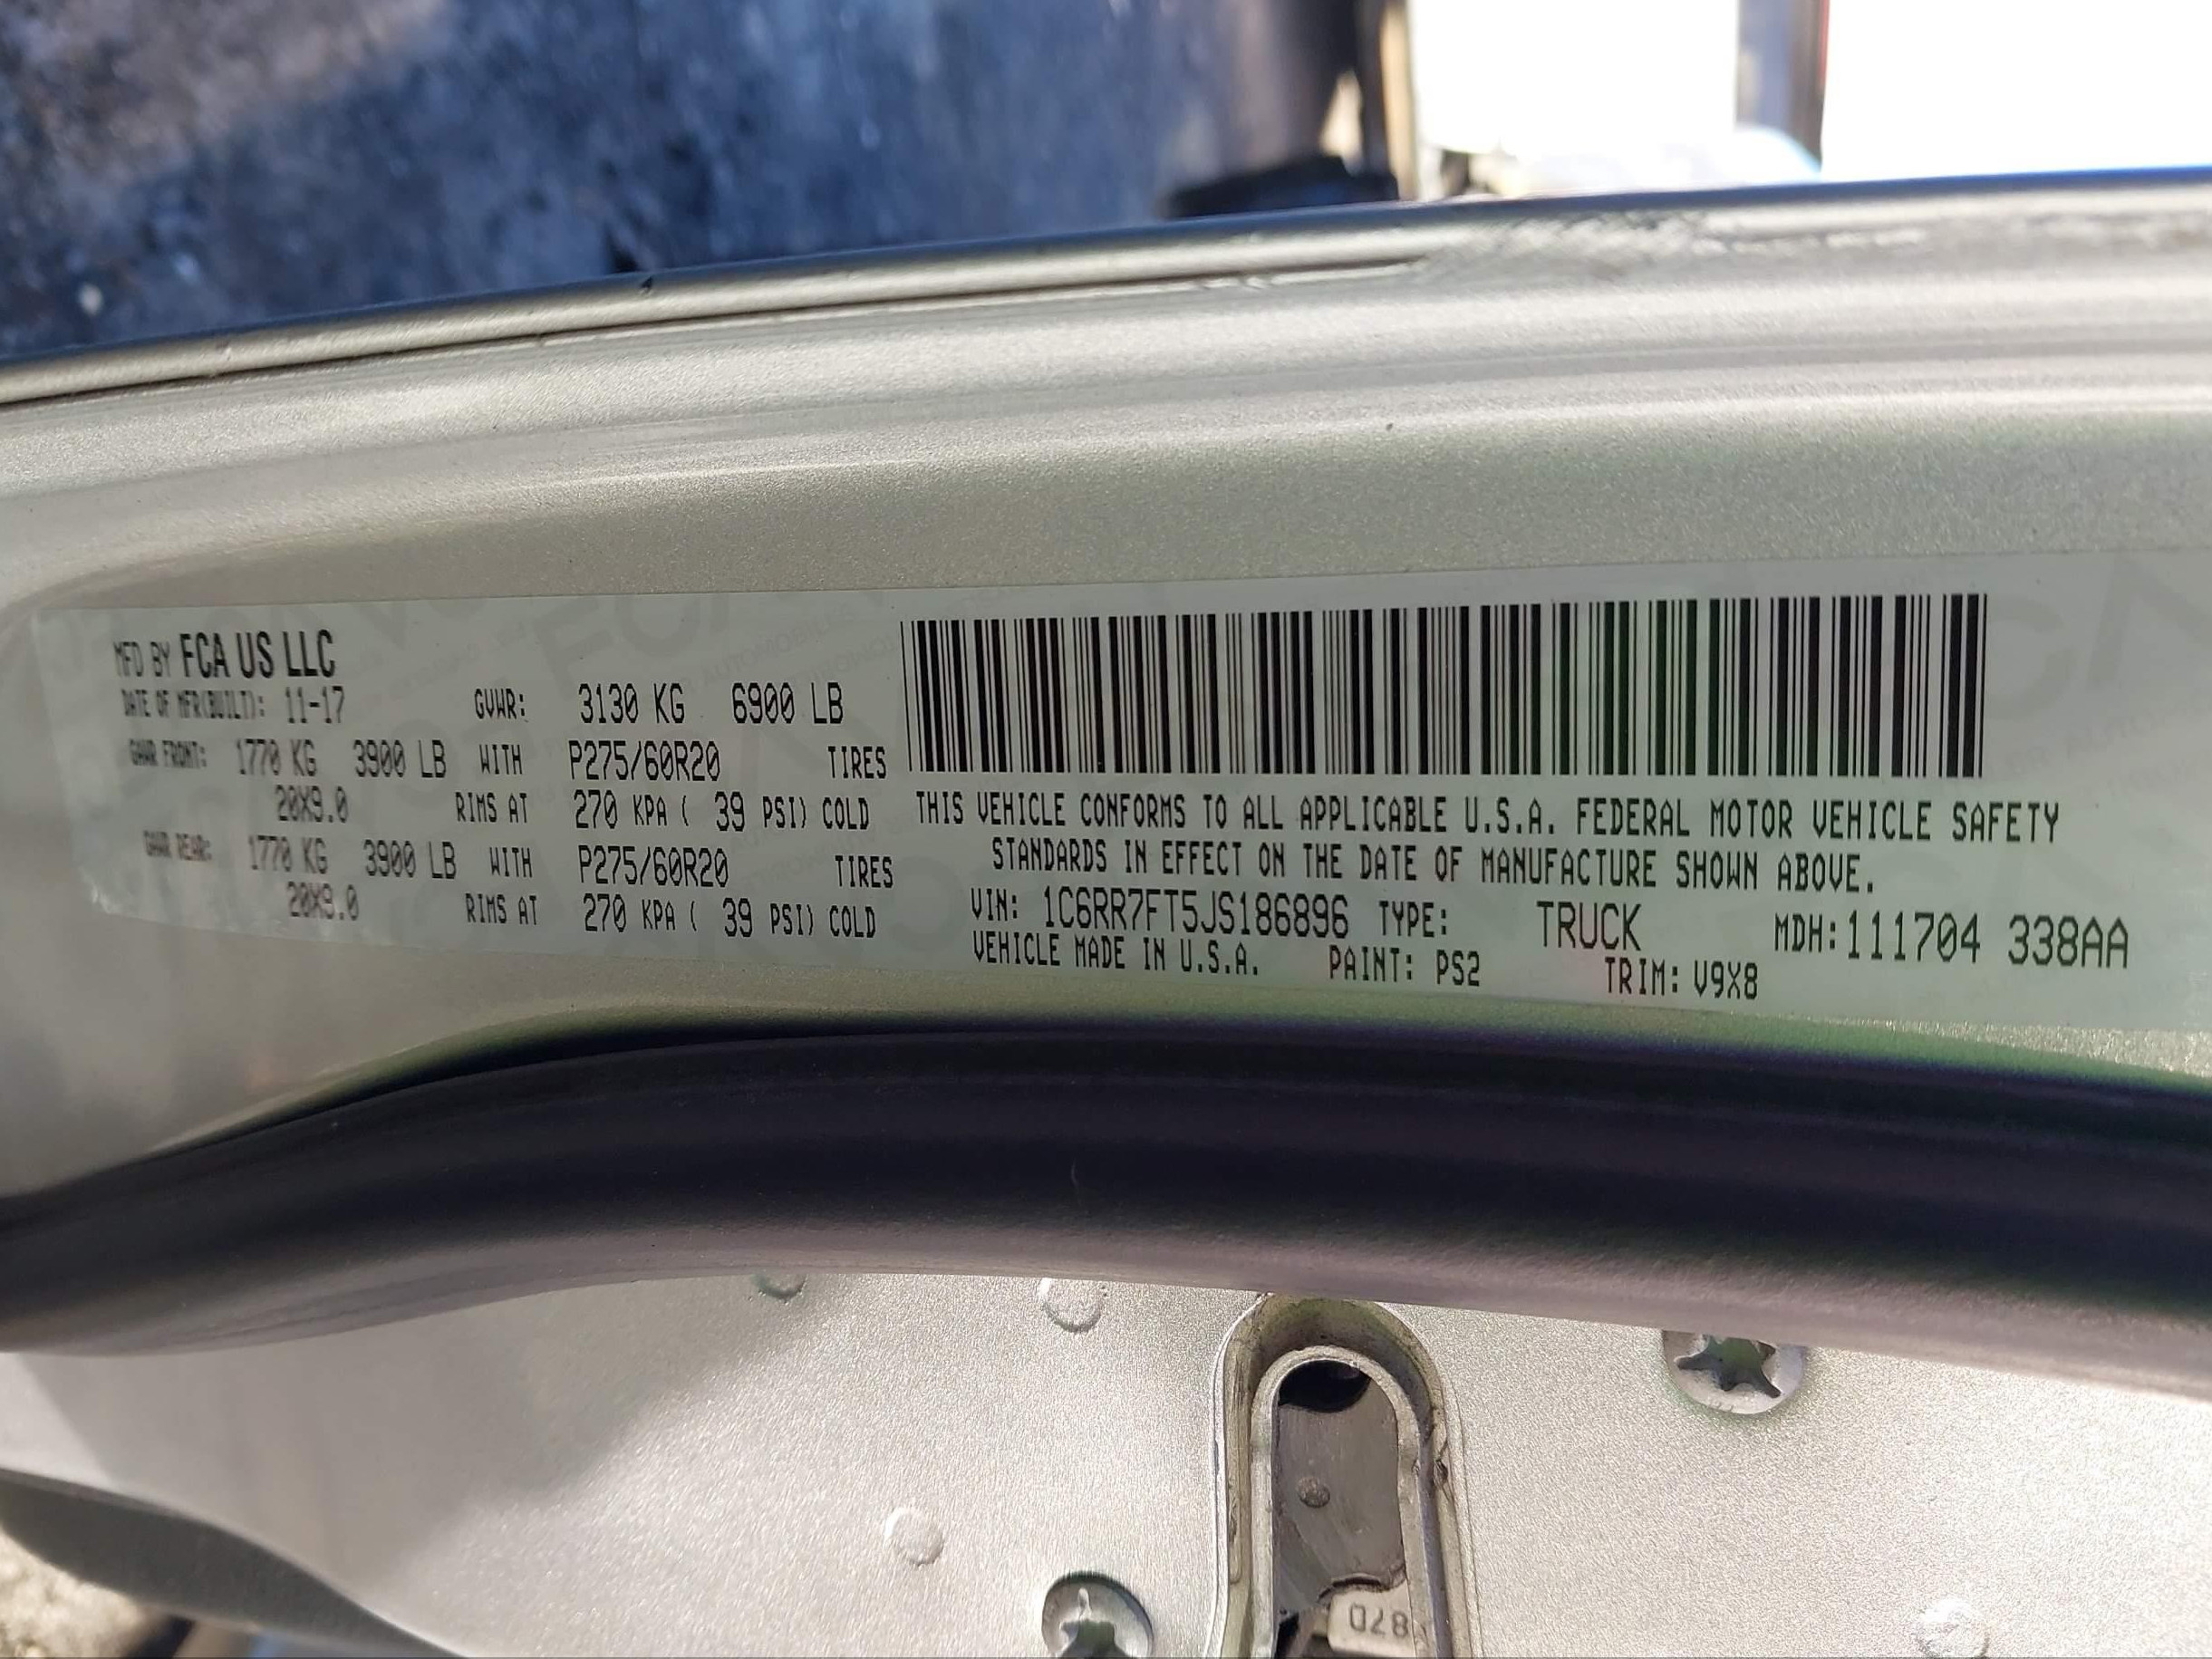 MFD BY FCA US LLC
DATE OF MFR(BUILT): 11-17 GVWR: 3130 KG 6900 LB
GAWR FRONT: 1770 KG 3900 LB WITH P275/60R20 TIRES
20X9.0 RIMS AT 270 KPA ( 39 PSI) COLD
GAWR REAR: 1770 KG 3900 LB WITH P275/60R20 TIRES
20X9.0 RIMS AT 270 KPA ( 39 PSI) COLD
THIS VEHICLE CONFORMS TO ALL APPLICABLE U.S.A. FEDERAL MOTOR VEHICLE SAFETY
STANDARDS IN EFFECT ON THE DATE OF MANUFACTURE SHOWN ABOVE.
VIN: 1C6RR7FT5JS186896 TYPE: TRUCK MDH:111704 338AA
VEHICLE MADE IN U.S.A. PAINT: PS2 TRIM: V9X8